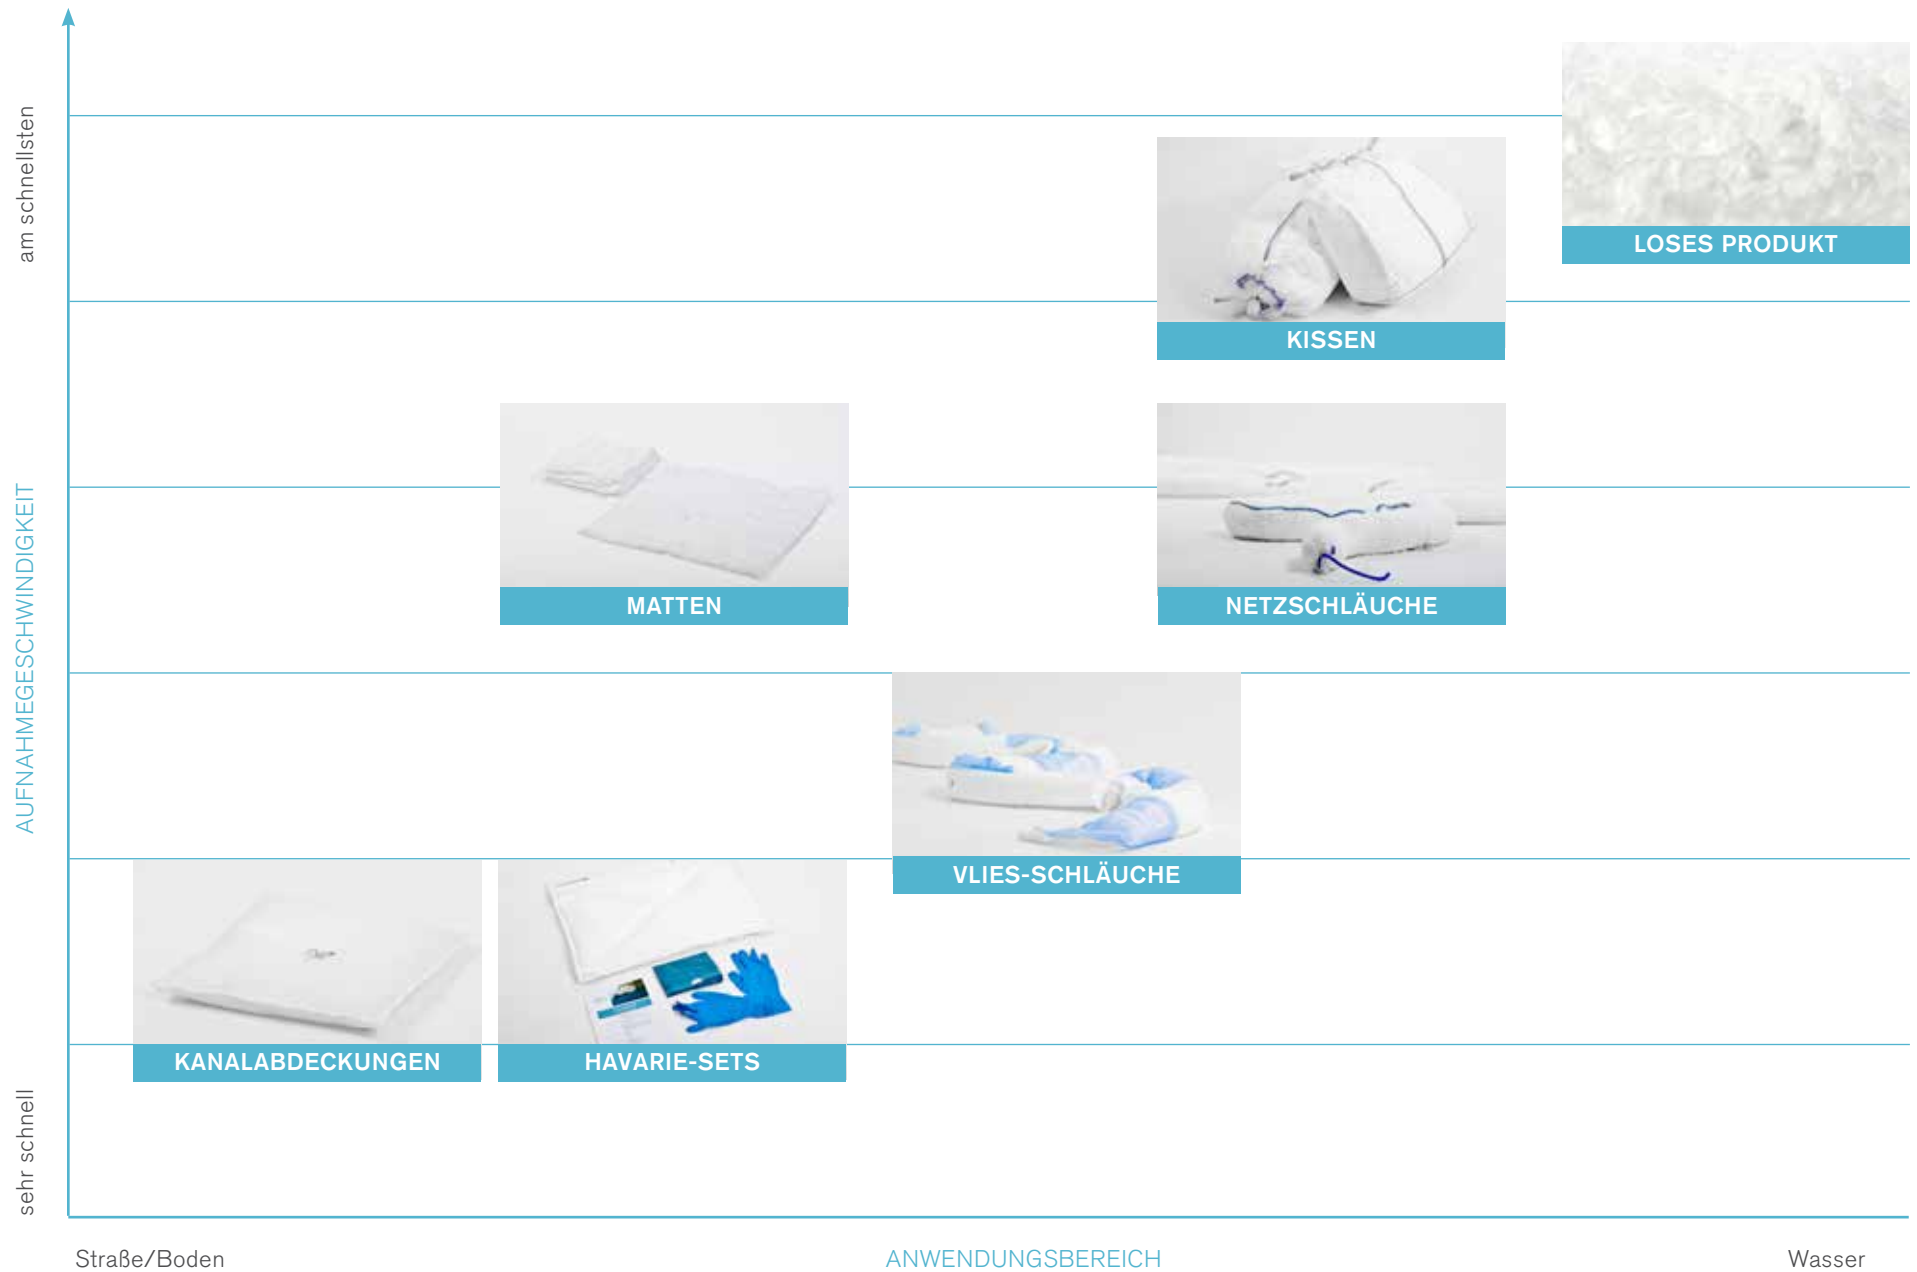 am schnellsten
LOSES PRODUKT
KISSEN
AUFNAHMEGESCHWINDIGKEIT
MATTEN
NETZSCHLÄUCHE
VLIES-SCHLÄUCHE
KANALABDECKUNGEN
HAVARIE-SETS
sehr schnell
Straße/Boden
ANWENDUNGSBEREICH
Wasser